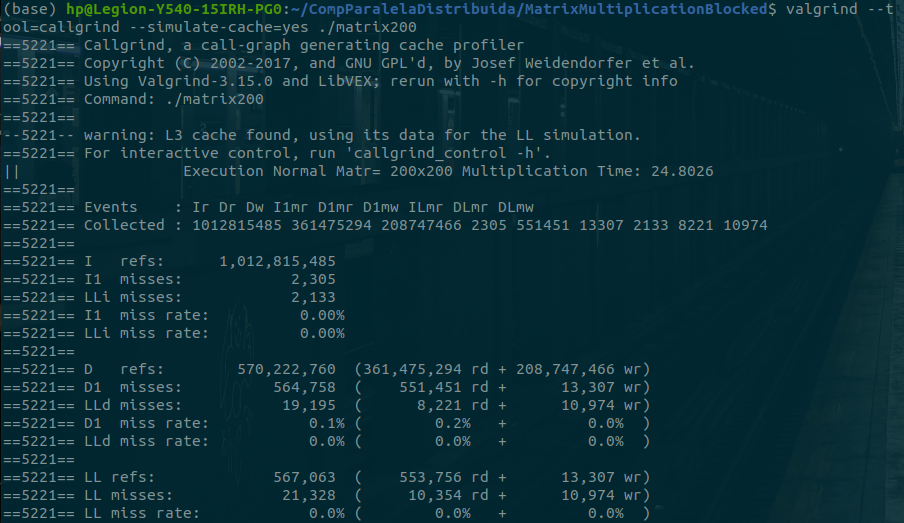 (base) hp@Legion-Y540-15IRH-PG0:~/CompParalelaDistribuida/MatrixMultiplicationBlocked$ valgrind --t
ool=callgrind --simulate-cache=yes ./matrix200
==5221== Callgrind, a call-graph generating cache profiler
==5221== Copyright (C) 2002-2017, and GNU GPL'd, by Josef Weidendorfer et al.
==5221== Using Valgrind-3.15.0 and LibVEX; rerun with -h for copyright info
==5221== Command: ./matrix200
==5221==
--5221-- warning: L3 cache found, using its data for the LL simulation.
==5221== For interactive control, run 'callgrind_control -h'.
||                  Execution Normal Matr= 200x200 Multiplication Time: 24.8026
==5221==
==5221== Events    : Ir Dr Dw I1mr D1mr D1mw ILmr DLmr DLmw
==5221== Collected : 1012815485 361475294 208747466 2305 551451 13307 2133 8221 10974
==5221==
==5221== I   refs:      1,012,815,485
==5221== I1  misses:            2,305
==5221== LLi misses:            2,133
==5221== I1  miss rate:          0.00%
==5221== LLi miss rate:          0.00%
==5221==
==5221== D   refs:        570,222,760  (361,475,294 rd + 208,747,466 wr)
==5221== D1  misses:          564,758  (    551,451 rd +      13,307 wr)
==5221== LLd misses:           19,195  (      8,221 rd +      10,974 wr)
==5221== D1  miss rate:           0.1% (        0.2%   +         0.0%  )
==5221== LLd miss rate:           0.0% (        0.0%   +         0.0%  )
==5221==
==5221== LL refs:             567,063  (    553,756 rd +      13,307 wr)
==5221== LL misses:            21,328  (     10,354 rd +      10,974 wr)
==5221== LL miss rate:            0.0% (        0.0%   +         0.0%  )